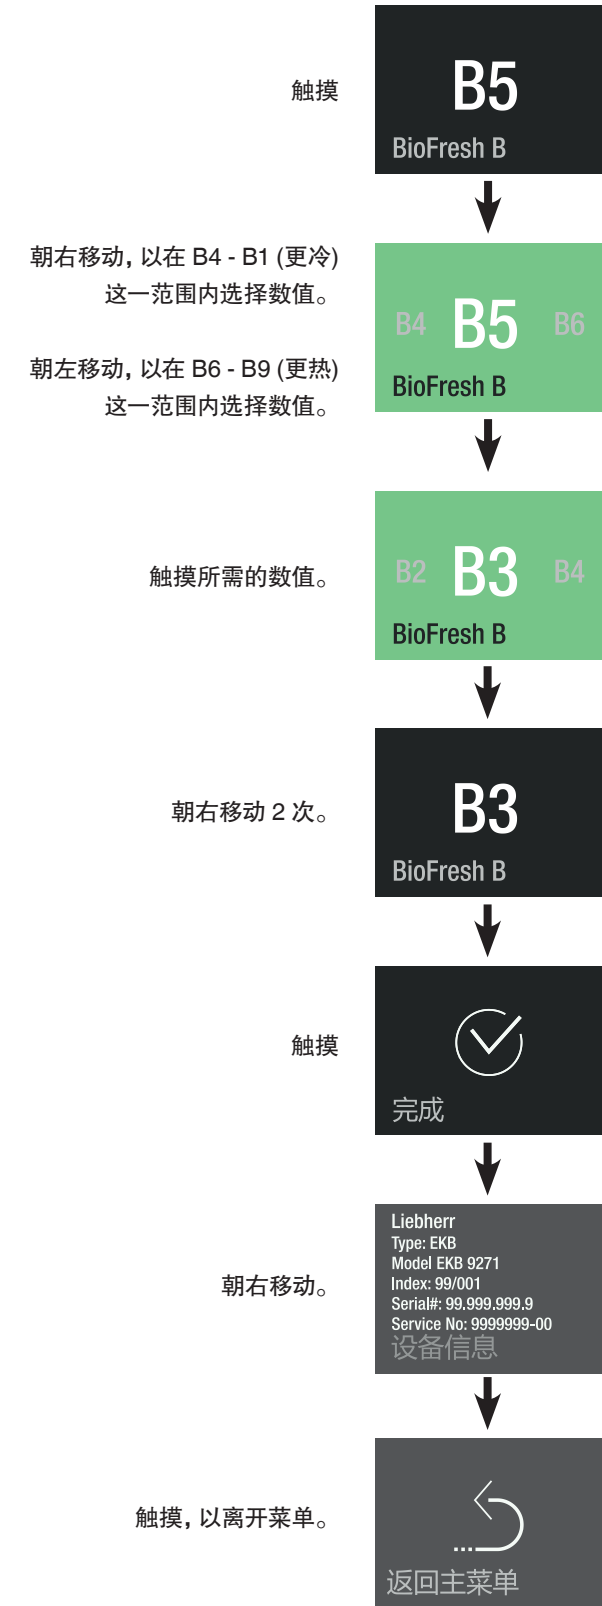 触摸
B5
BioFresh B
朝右移动，以在 B4 - B1 (更冷)
这一范围内选择数值。
朝左移动，以在 B6 - B9 (更热)
这一范围内选择数值。
B4 B5 B6
BioFresh B
触摸所需的数值。
B2 B3 B4
BioFresh B
朝右移动 2 次。
B3
BioFresh B
触摸
完成
朝右移动。
Liebherr
Type: EKB
Model EKB 9271
Index: 99/001
Serial#: 99.999.999.9
Service No: 9999999-00
设备信息
触摸，以离开菜单。
返回主菜单